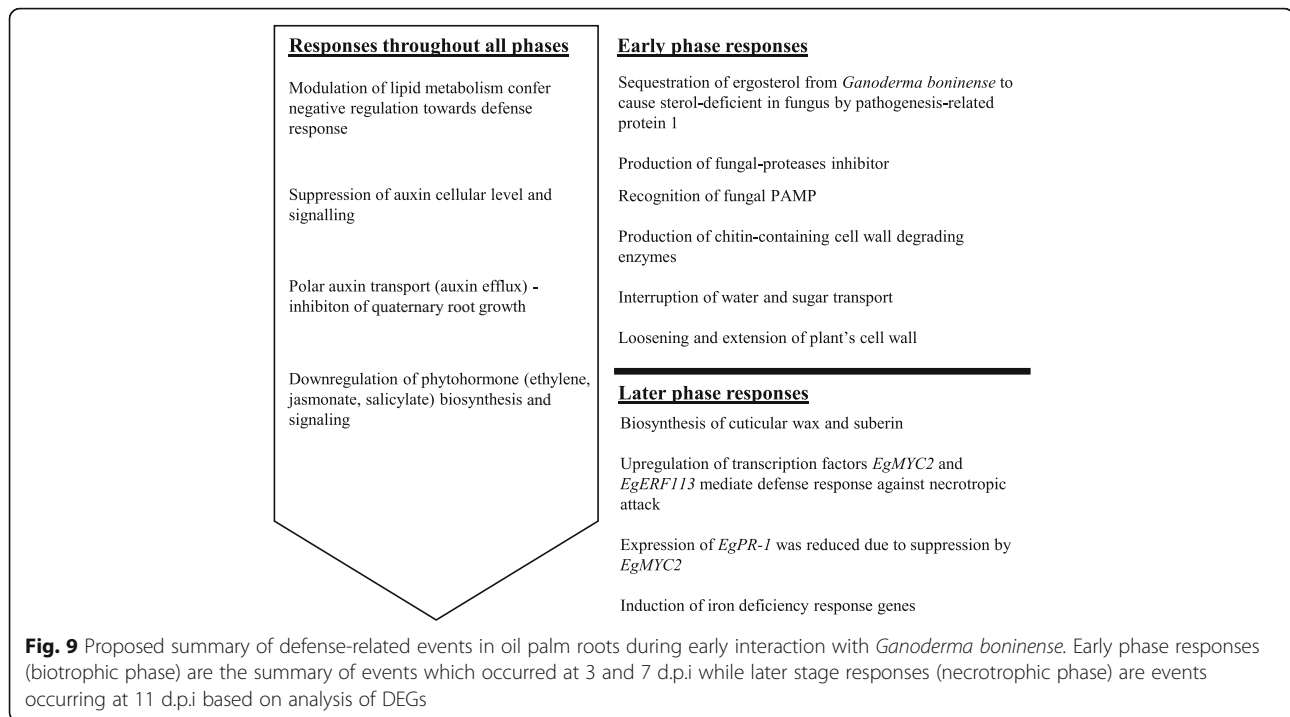 Responses throughout all phases
Modulation of lipid metabolism confer
negative regulation towards defense
response
Suppression of auxin cellular level and
signalling
Polar auxin transport (auxin efflux) -
inhibiton of quaternary root growth
Downregulation of phytohormone (ethylene,
jasmonate, salicylate) biosynthesis and
signaling
Early phase responses
Sequestration of ergosterol from Ganoderma boninense to
cause sterol-deficient in fungus by pathogenesis-related
protein 1
Production of fungal-proteases inhibitor
Recognition of fungal PAMP
Production of chitin-containing cell wall degrading
enzymes
Interruption of water and sugar transport
Loosening and extension of plant's cell wall
Later phase responses
Biosynthesis of cuticular wax and suberin
Upregulation of transcription factors EgMYC2 and
EgERF113 mediate defense response against necrotropic
attack
Expression of EgPR-1 was reduced due to suppression by
EgMYC2
Induction of iron deficiency response genes
Fig. 9 Proposed summary of defense-related events in oil palm roots during early interaction with Ganoderma boninense. Early phase responses
(biotrophic phase) are the summary of events which occurred at 3 and 7 d.p.i while later stage responses (necrotrophic phase) are events
occurring at 11 d.p.i based on analysis of DEGs